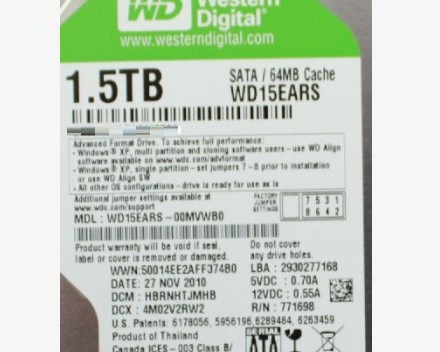 WD Western
Digital®
www.westerndigital.com
1.5TB
SATA / 64MB Cache
WD15EARS
Advanced Format Drive. To achieve full performance:
- Windows® XP, multi partition and cloning software users - use WD Align
software available on www.wdc.com/advformat
- Windows® XP, single partition - set jumpers 7-8 prior to installation
or use WD Align SW
- All other OS configurations - drive is ready for use as is
Additional jumper settings available at
www.wdc.com/support
FACTORY
JUMPER
SETTINGS
7 5 3 1
8 6 4 2
MDL: WD15EARS-00MVWB0
Product warranty will be void if seal,
label or cover is removed or damaged.
Do not cover
any drive holes.
WWN:50014EE2AFF374B0
LBA: 2930277168
DATE: 27 NOV 2010
5VDC: 0.70A
DCM: HBRNHTJMHB
12VDC: 0.55A
DCX: 4M02V2RW2
R/N: 771698
U.S. Patents: 6178056, 5956196,6289484, 6263459
Product of Thailand
SERIAL
ATA
Canada ICES-003 Class B/